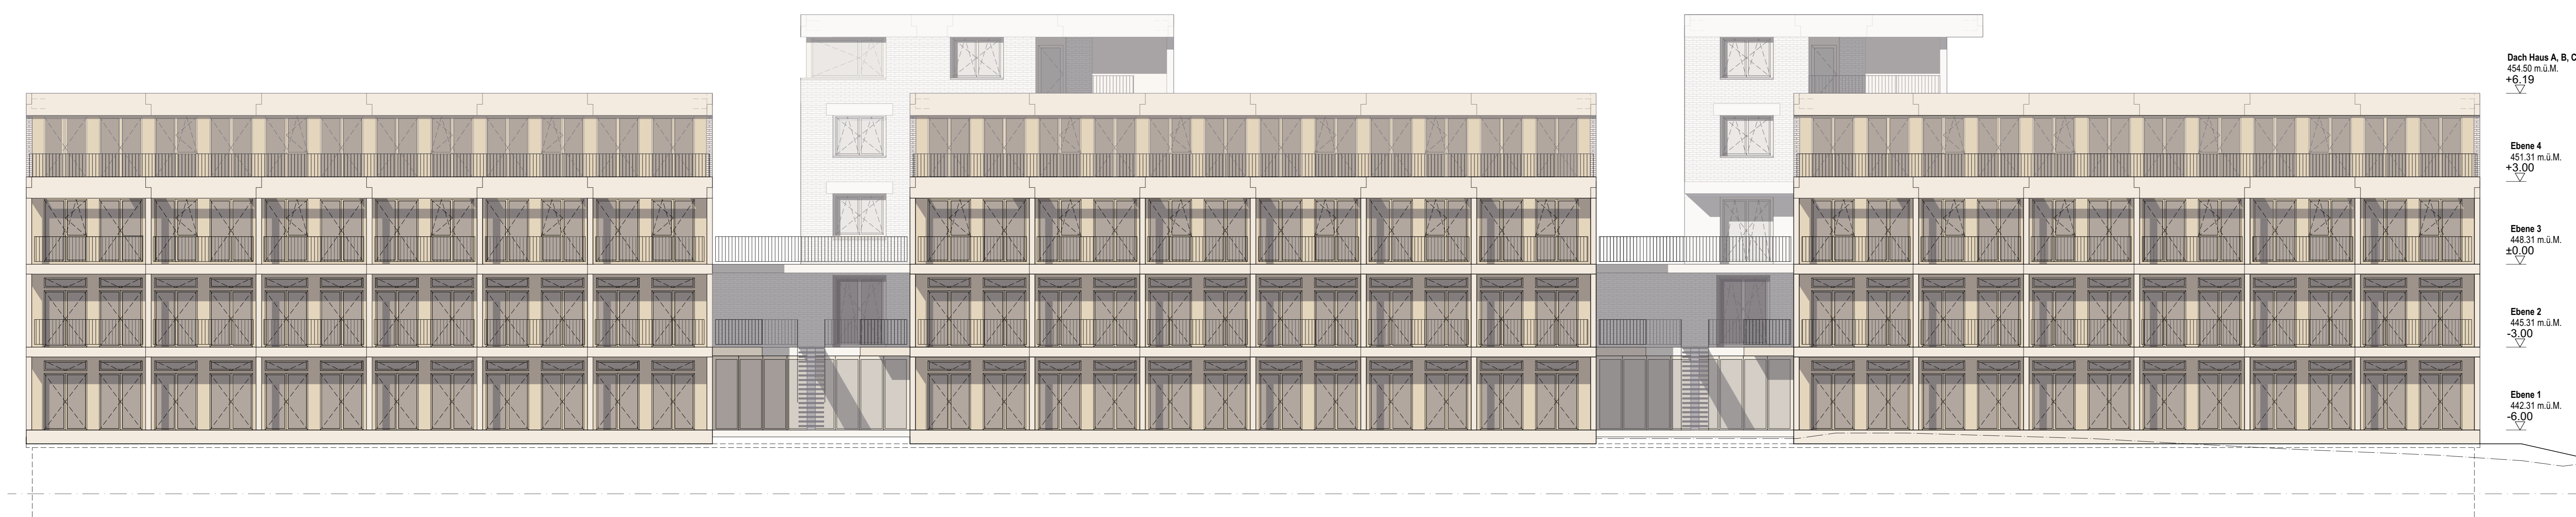 Dach Haus A, B, C
454.50 m.ü.M.
+6.19
Ebene 4
451.31 m.ü.M.
+3.00
Ebene 3
448.31 m.ü.M.
±0.00
Ebene 2
445.31 m.ü.M.
-3.00
Ebene 1
442.31 m.ü.M.
-6.00